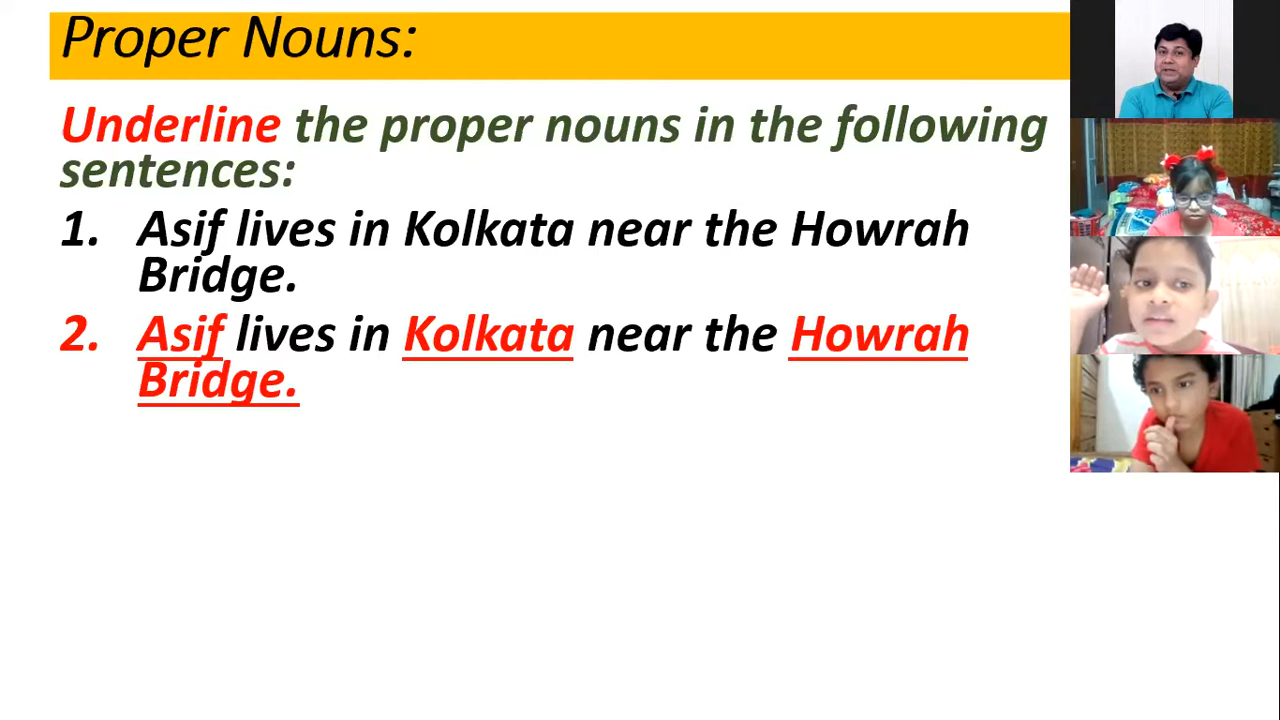 Proper Nouns:
Underline the proper nouns in the following
sentences:
1. Asif lives in Kolkata near the Howrah
Bridge.
2. Asif lives in Kolkata near the Howrah
Bridge.